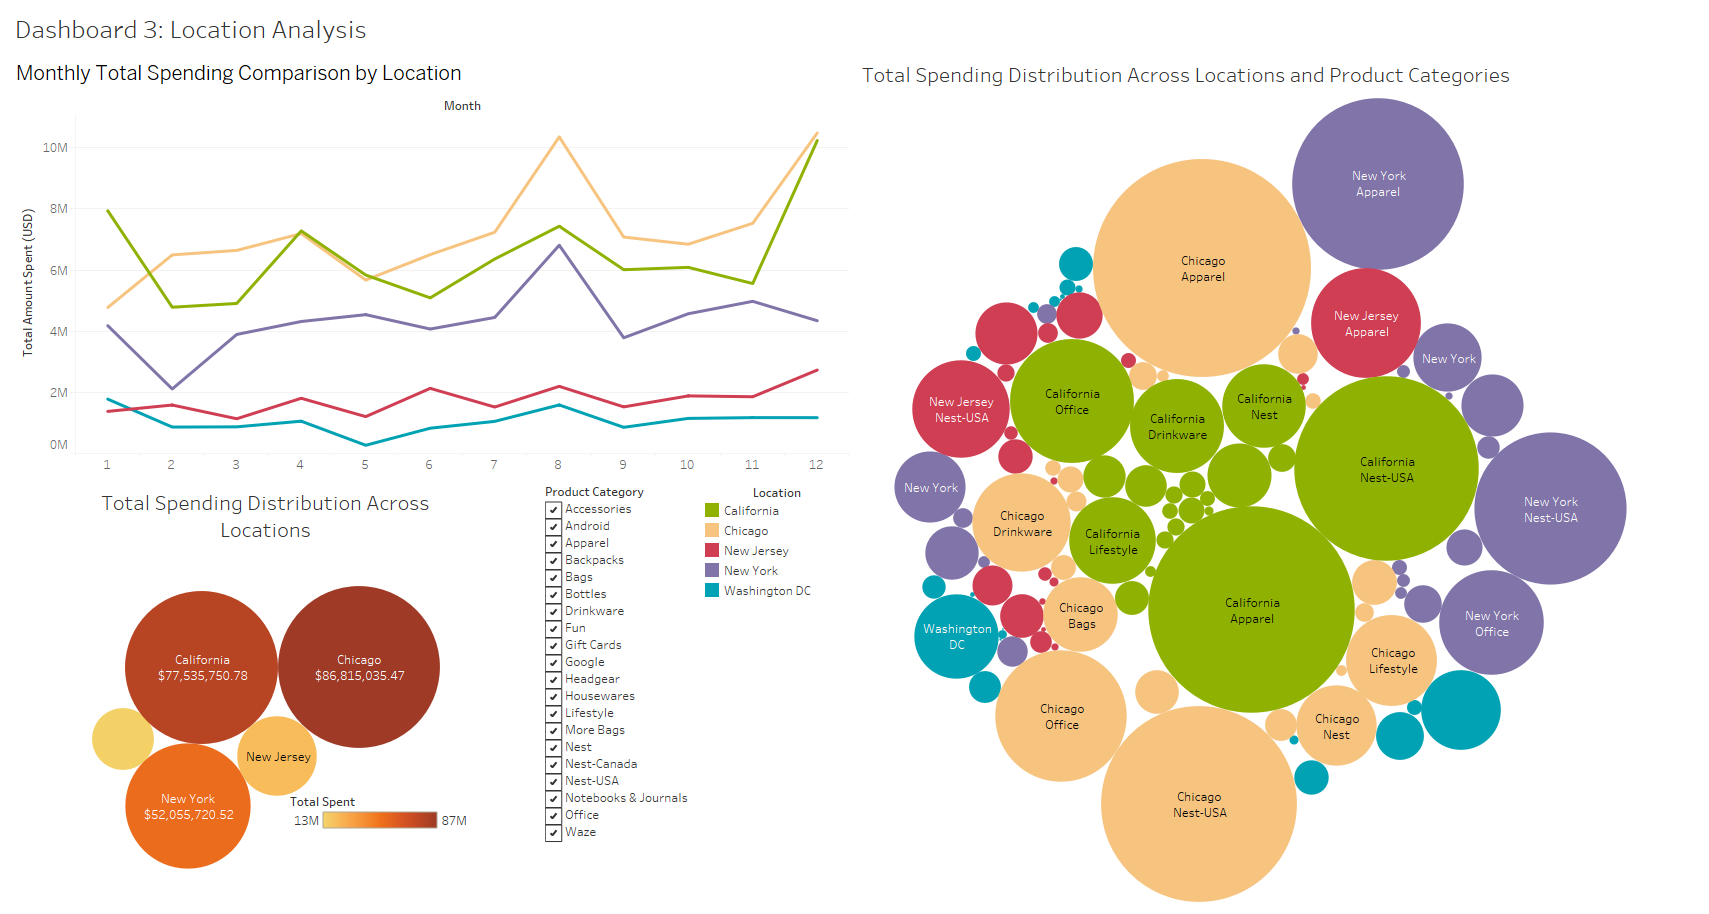 Dashboard 3: Location Analysis
Monthly Total Spending Comparison by Location
Month
Total Amount Spent (USD)
10M
8M
6M
4M
2M
0M
1 2 3 4 5 6 7 8 9 10 11 12
Total Spending Distribution Across
Locations
California
$77,535,750.78
Chicago
$86,815,035.47
New Jersey
New York
$52,055,720.52
Total Spent
13M 87M
Product Category
Accessories
Android
Apparel
Backpacks
Bags
Bottles
Drinkware
Fun
Gift Cards
Google
Headgear
Housewares
Lifestyle
More Bags
Nest
Nest-Canada
Nest-USA
Notebooks & Journals
Office
Waze
Location
California
Chicago
New Jersey
New York
Washington DC
Total Spending Distribution Across Locations and Product Categories
New York
Apparel
Chicago
Apparel
New Jersey
Apparel
New York
California
Office
New Jersey
Nest-USA
California
Drinkware
California
Nest
California
Nest-USA
New York
New York
Nest-USA
Chicago
Drinkware
California
Lifestyle
Chicago
Bags
California
Apparel
New York
Office
Washington
DC
Chicago
Lifestyle
Chicago
Office
Chicago
Nest
Chicago
Nest-USA